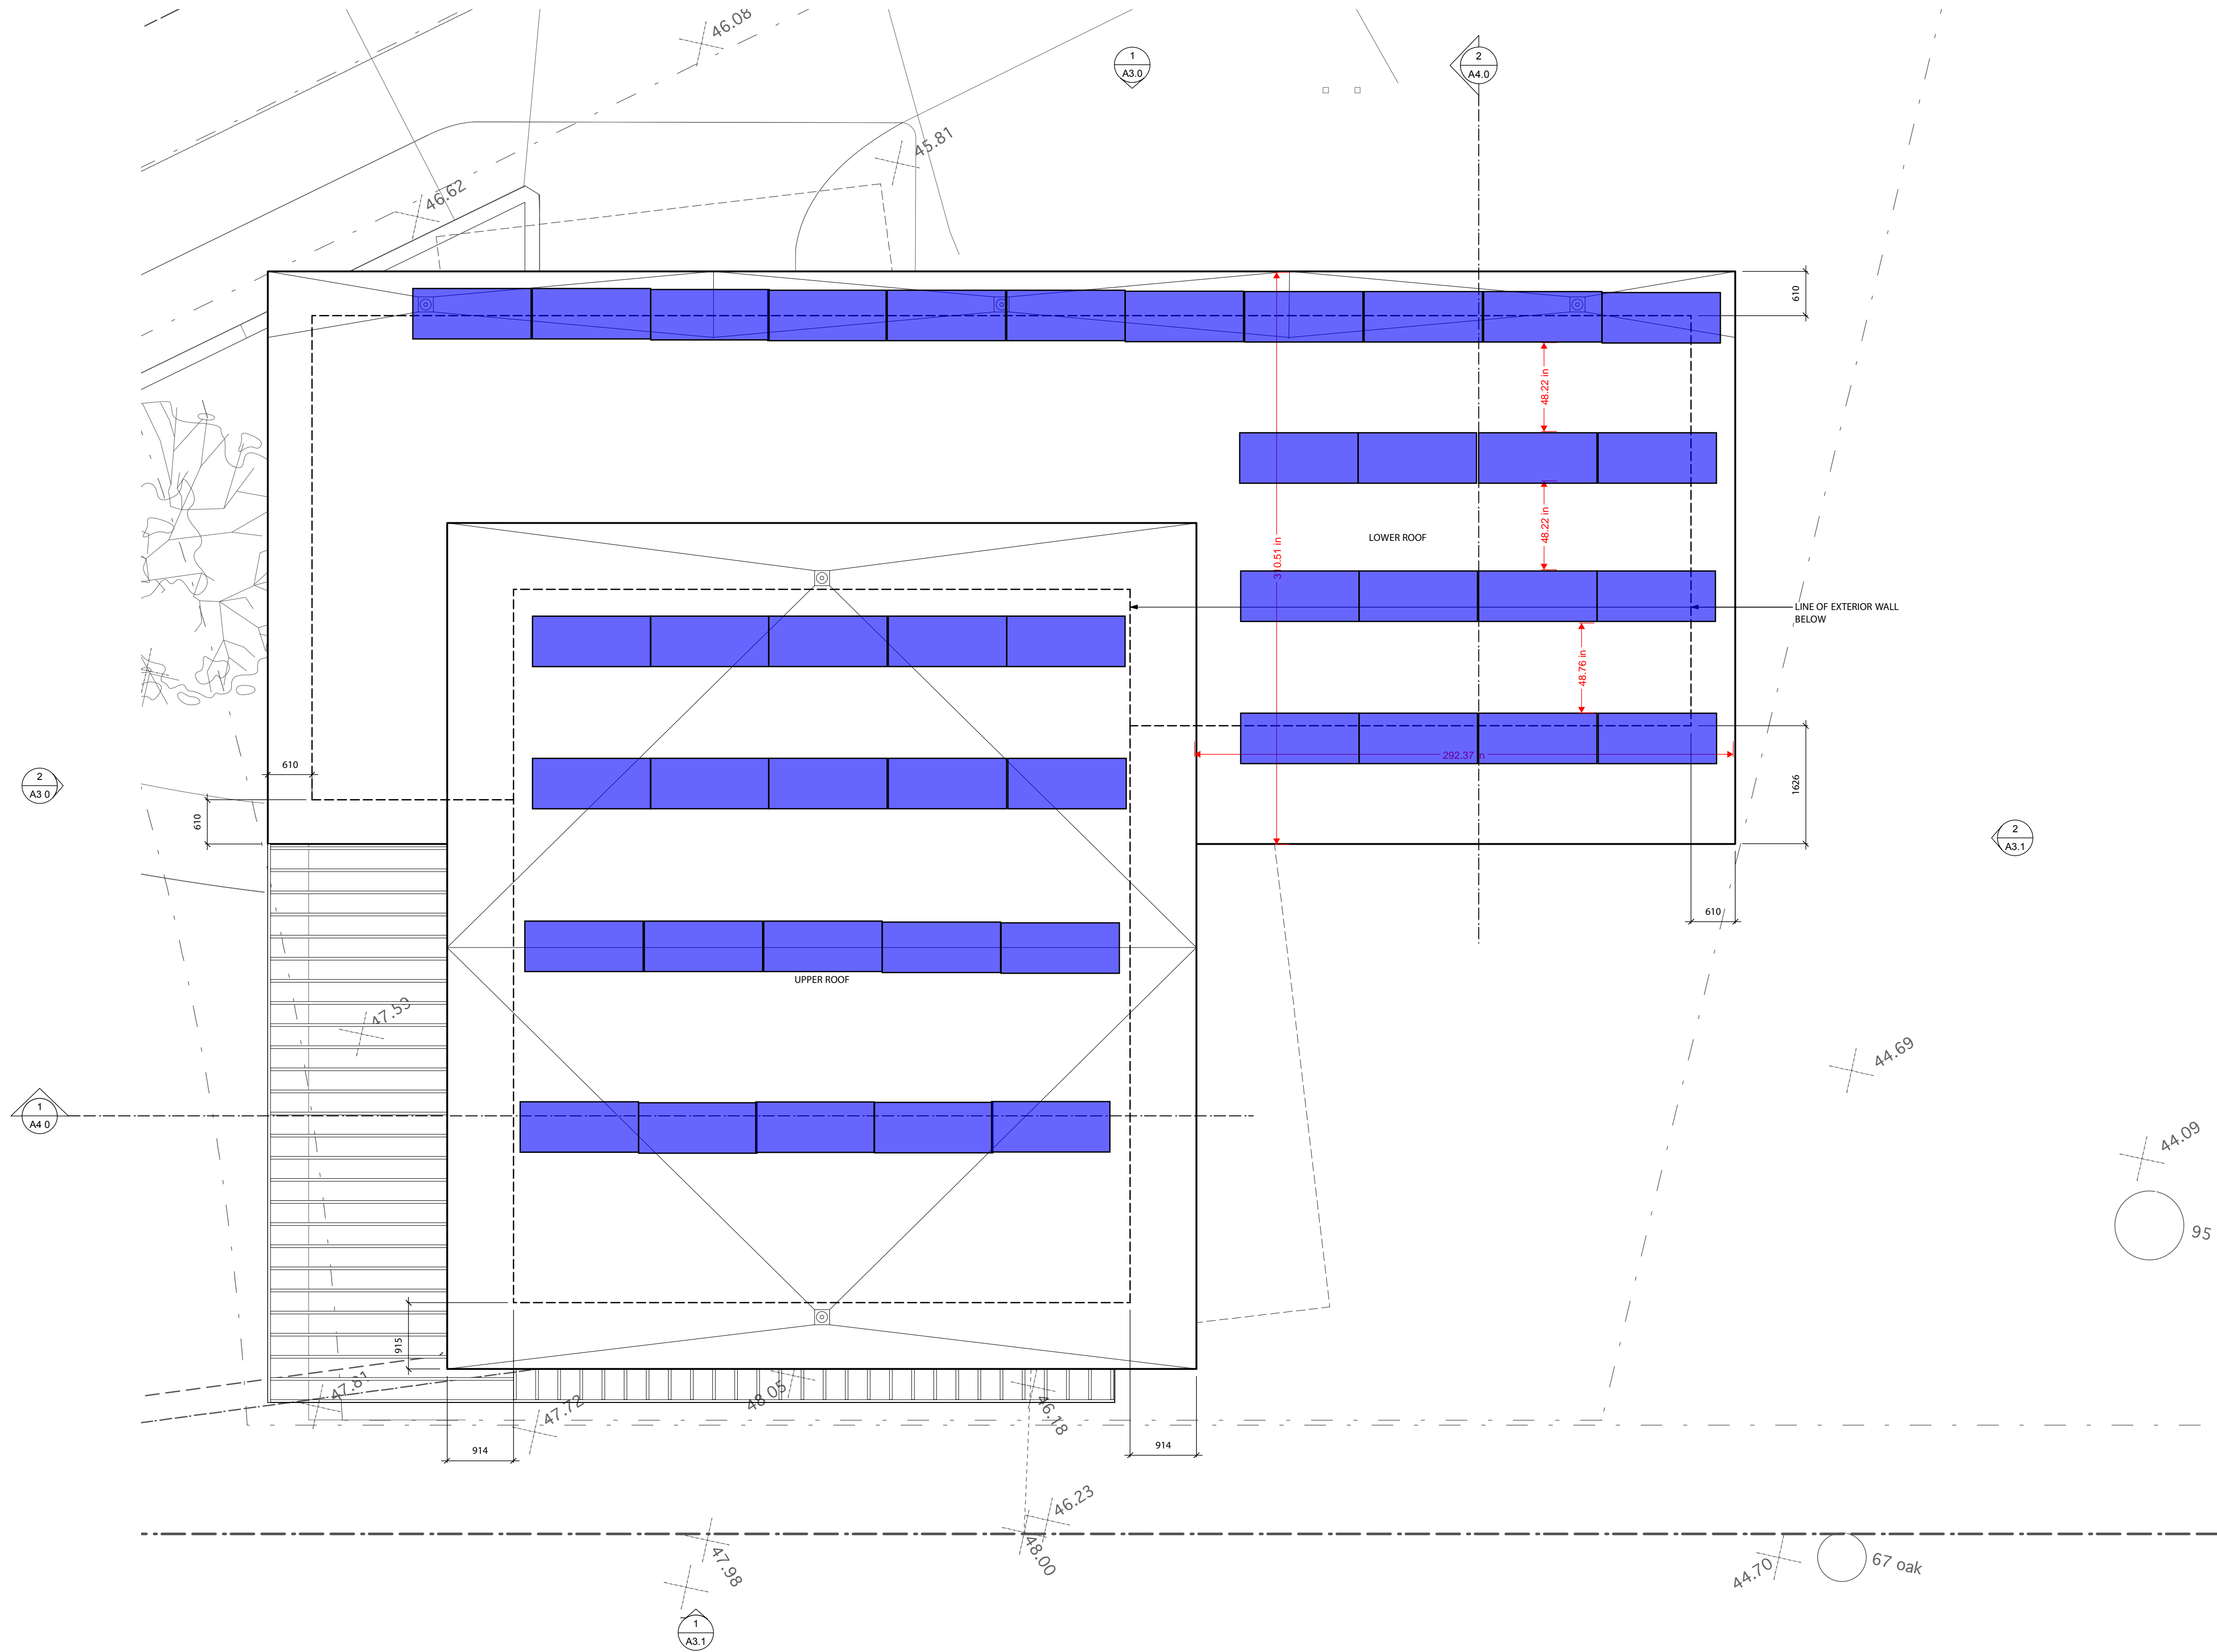 46.08
1
A3.0
2
A4.0
45.81
46.62
610
48.22 in
48.22 in
310.51 in
LOWER ROOF
LINE OF EXTERIOR WALL
BELOW
48.76 in
292.37 in
610
2
A3 0
610
1626
2
A3.1
610
UPPER ROOF
47.53
44.69
1
A4 0
44.09
95
915
47.81
48.05
47.72
46.18
914
914
46.23
48.00
47.98
44.70
67 oak
1
A3.1